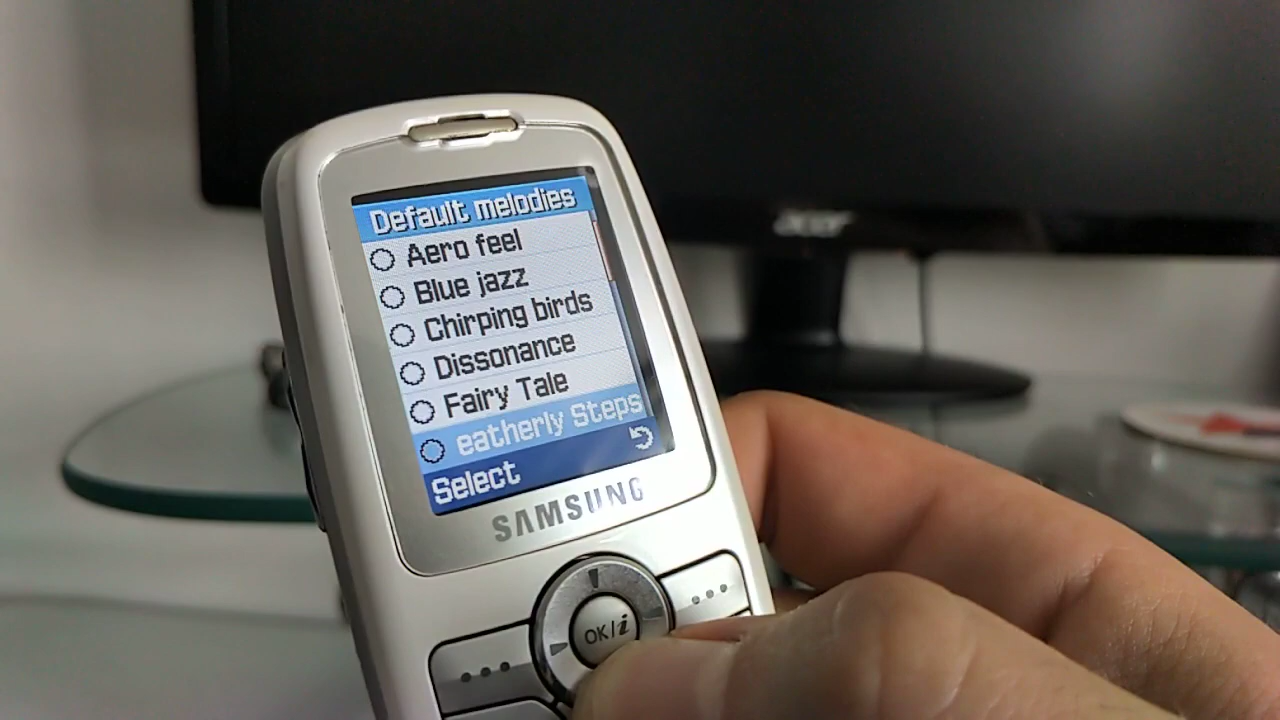 acer
Default melodies
Aero feel
Blue jazz
Chirping birds
Dissonance
Fairy Tale
eatherly Steps
Select
SAMSUNG
OK/i